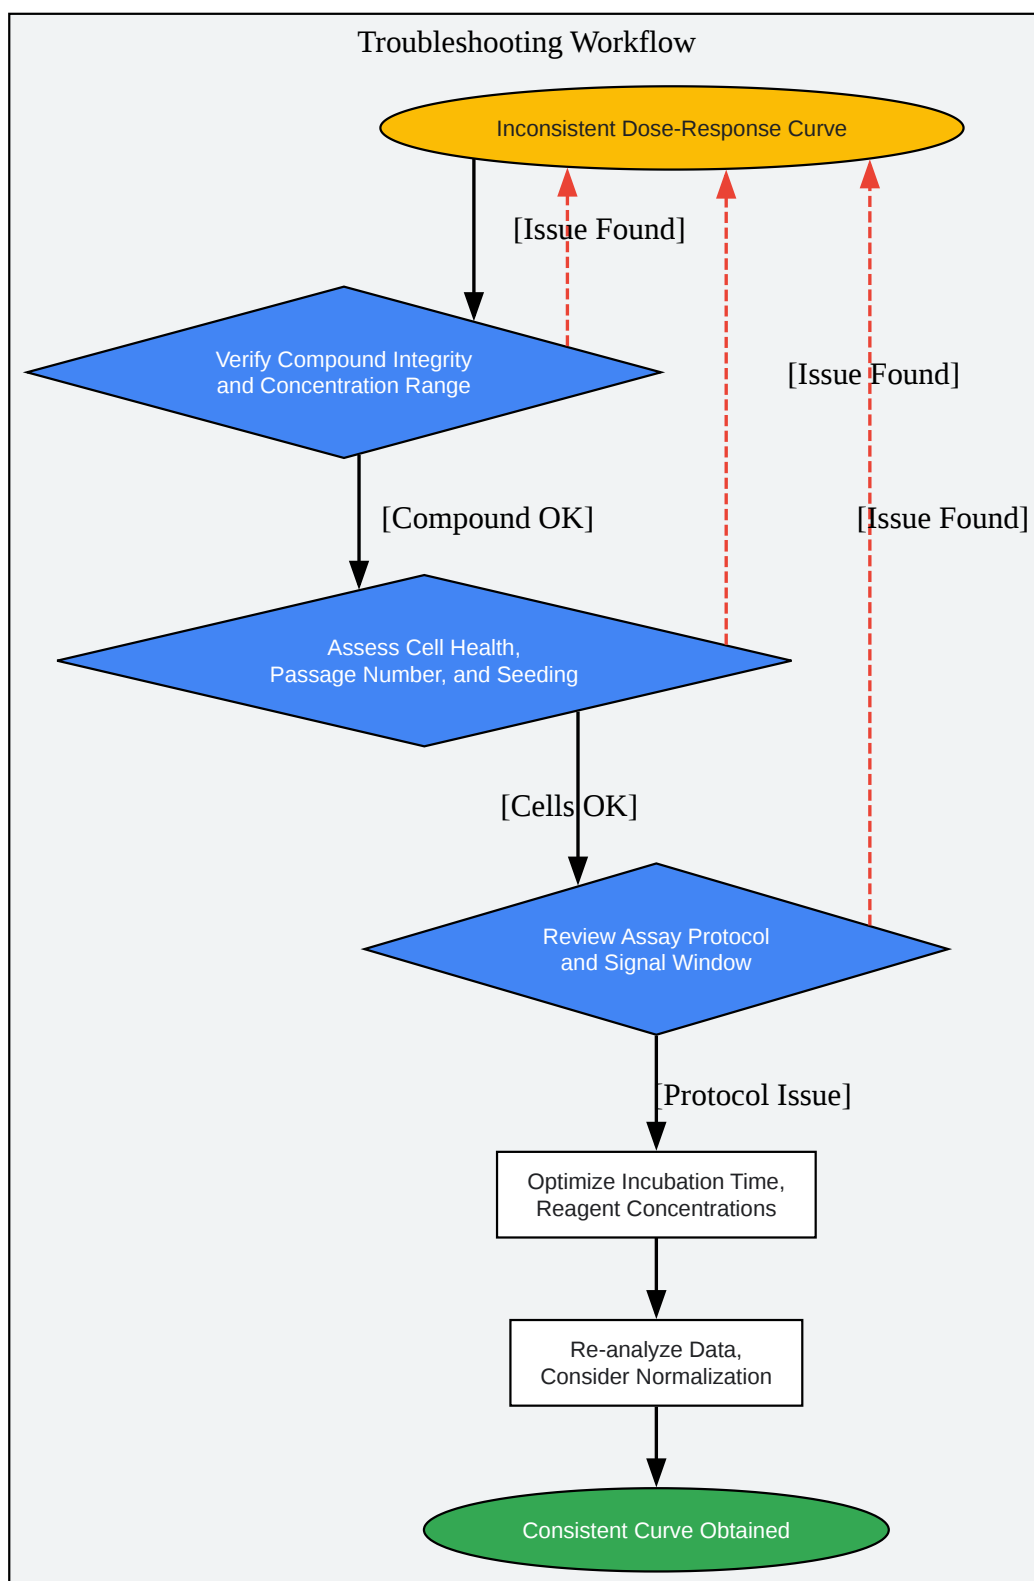 Troubleshooting Workflow
Inconsistent Dose-Response Curve
[Issue Found]
Verify Compound Integrity
and Concentration Range
[Issue Found]
[Compound OK]
[Issue Found]
Assess Cell Health,
Passage Number, and Seeding
[Cells OK]
Review Assay Protocol
and Signal Window
[Protocol Issue]
Optimize Incubation Time,
Reagent Concentrations
Re-analyze Data,
Consider Normalization
Consistent Curve Obtained